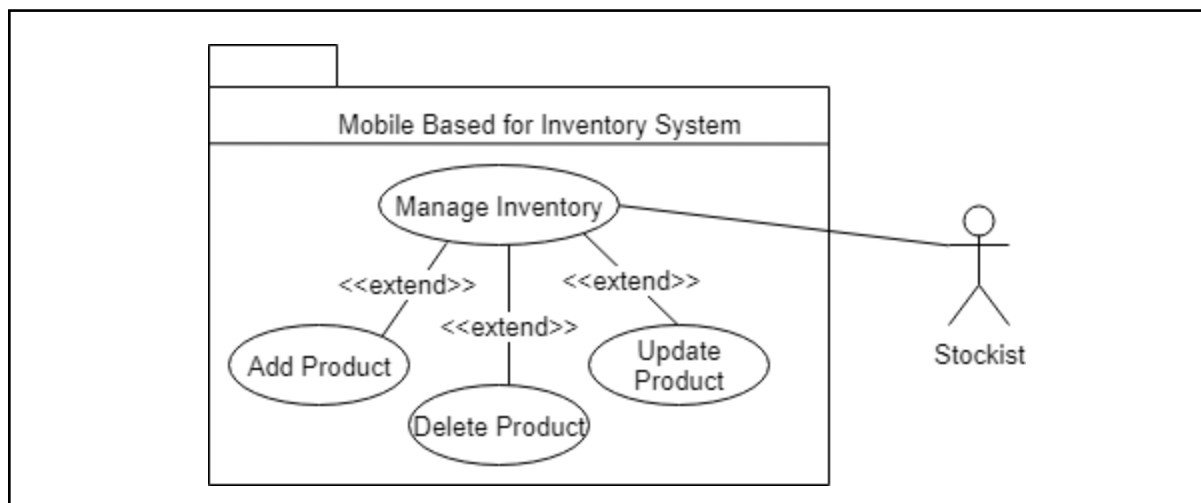 Mobile Based for Inventory System
Manage Inventory
<<extend>>
<<extend>>
<<extend>>
Add Product
Update
Product
Delete Product
Stockist